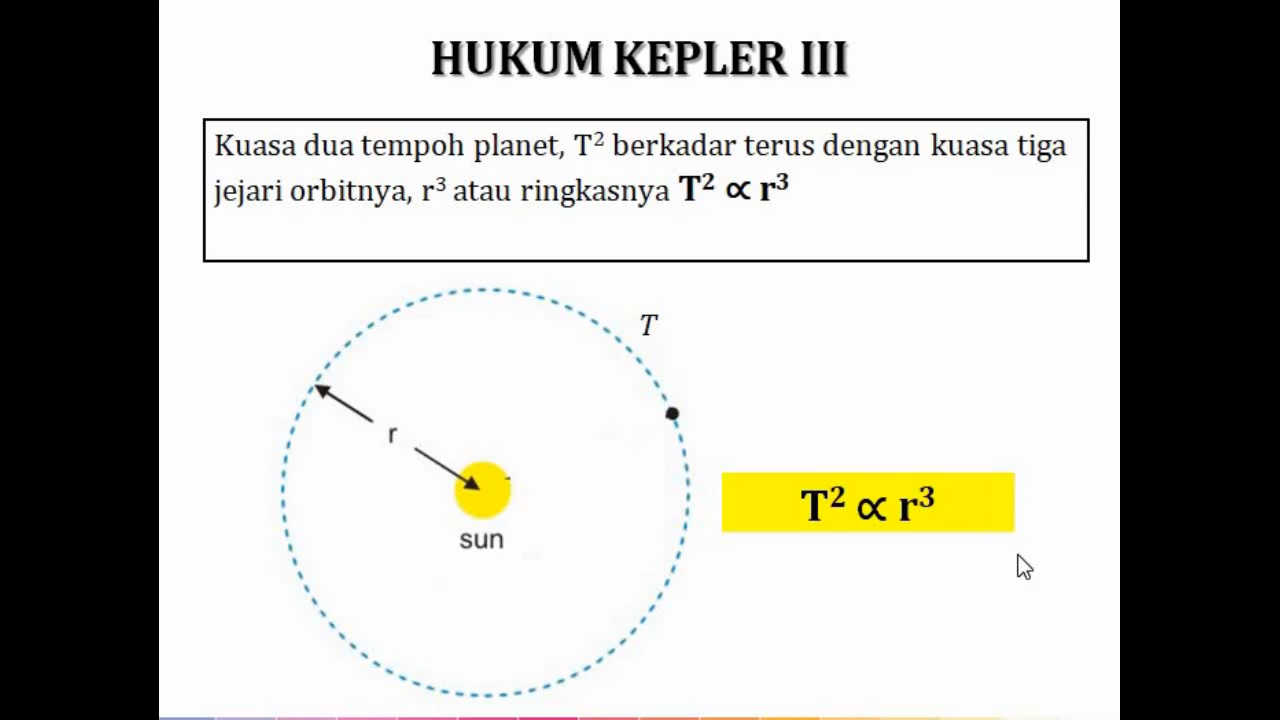 HUKUM KEPLER III
Kuasa dua tempoh planet, T² berkadar terus dengan kuasa tiga
jejari orbitnya, r³ atau ringkasnya T² ∝ r³
T
r
sun
T² ∝ r³